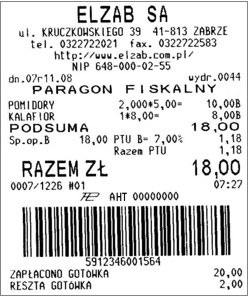 ELZAB SA
ul. KRUCZKOWSKIEGO 39 41-813 ZABRZE
tel. 0322722021 fax. 0322722583
http://www.elzab.com.pl/
NIP 648-000-02-55
dn.07r11.08 wydr.0044
PARAGON FISKALNY
POMIDORY 2,000*5,00= 10,00B
KALAFIOR 1*8,00= 8,00B
PODSUMA 18,00
Sp.op.B 18,00 PTU B= 7,00% 1,18
Razem PTU 1,18
RAZEM ZŁ 18,00
0007/1226 #01 07:27
AHT 00000000
5912346001564
ZAPŁACONO GOTÓWKA 20,00
RESZTA GOTÓWKA 2,00